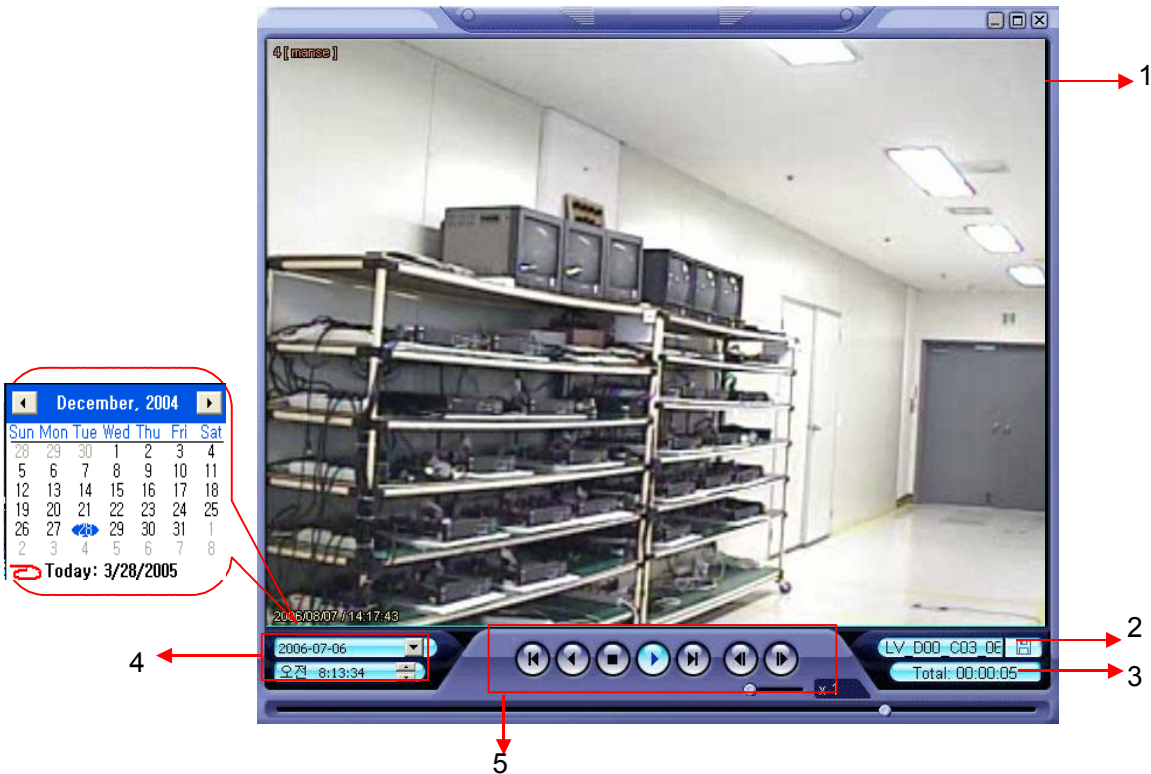 4 [ manse ]
1
December, 2004
Sun Mon Tue Wed Thu Fri Sat
28 29 30 1 2 3 4
5 6 7 8 9 10 11
12 13 14 15 16 17 18
19 20 21 22 23 24 25
26 27 28 29 30 31 1
2 3 4 5 6 7 8
Today: 3/28/2005
2006/08/07 / 14:17:43
4
2006-07-06
오전 8:13:34
x 1
LV_D00_C03_0E
2
Total: 00:00:05
3
5